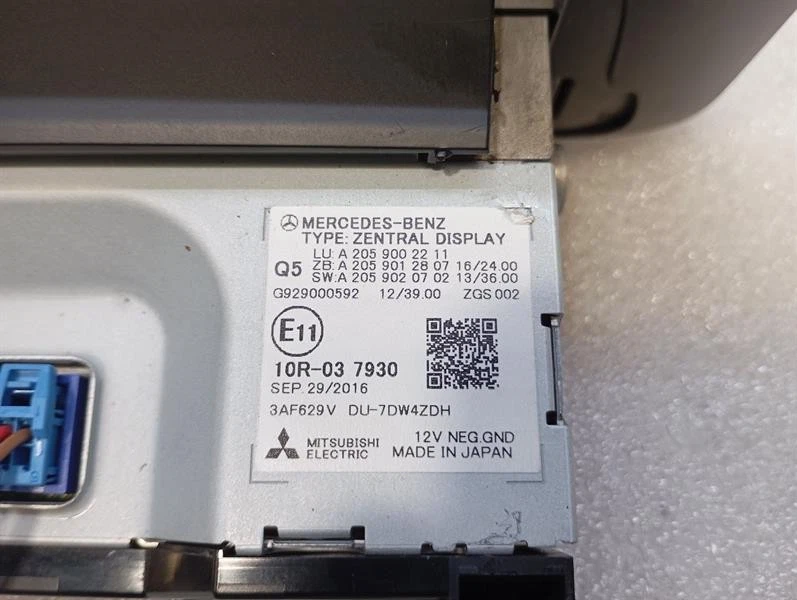 MERCEDES-BENZ
TYPE: ZENTRAL DISPLAY
LU: A 205 900 22 11
Q5 ZB: A 205 901 28 07 16/24.00
SW: A 205 902 07 02 13/36.00
G929000592 12/39.00 ZGS 002
E11
10R-03 7930
SEP. 29/2016
3AF629V DU-7DW4ZDH
MITSUBISHI ELECTRIC
12V NEG.GND
MADE IN JAPAN